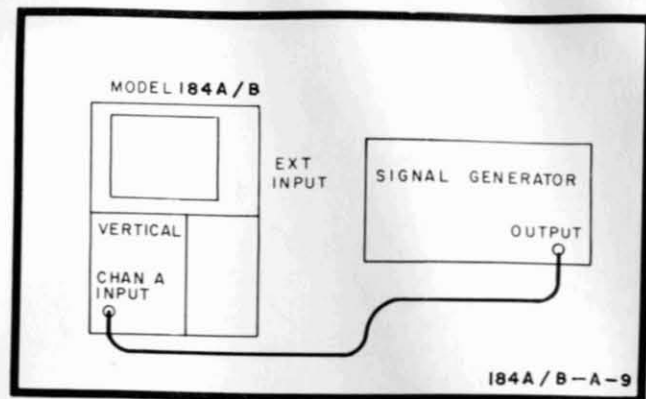 MODEL 184A/B
EXT
INPUT
SIGNAL GENERATOR
VERTICAL
OUTPUT
CHAN A
INPUT
184A/B-A-9